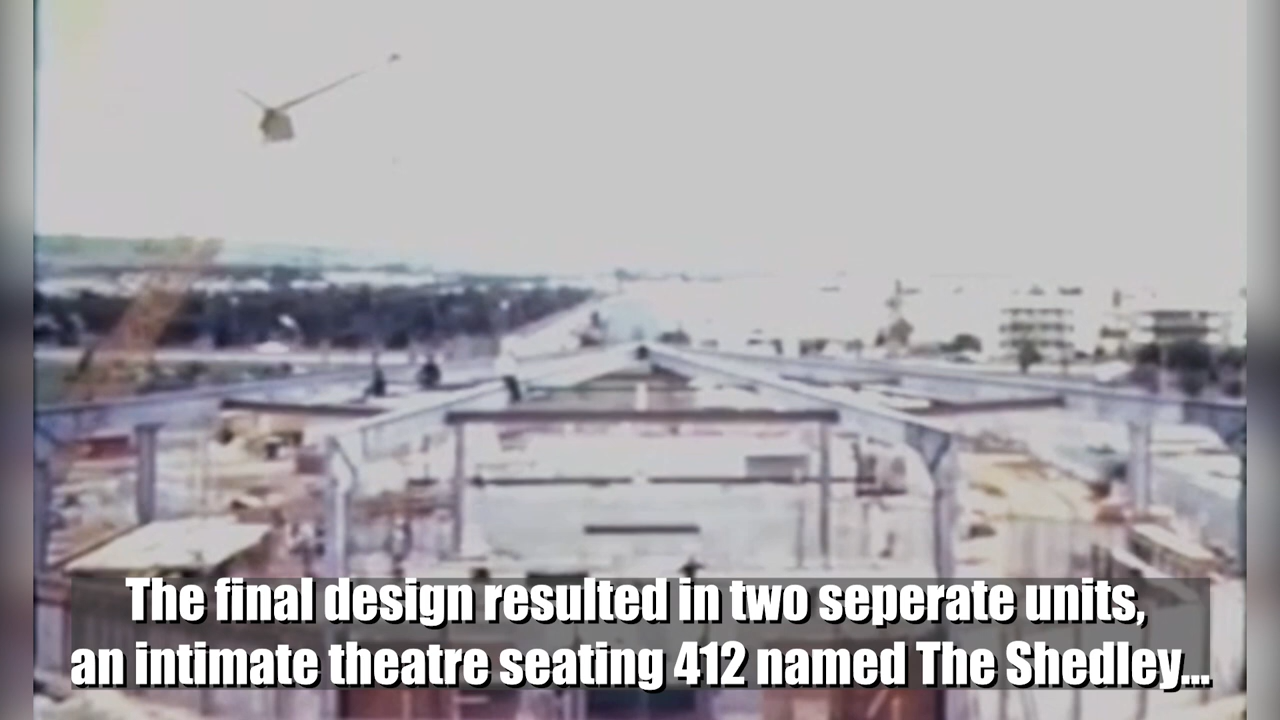 The final design resulted in two seperate units,
an intimate theatre seating 412 named The Shedley...